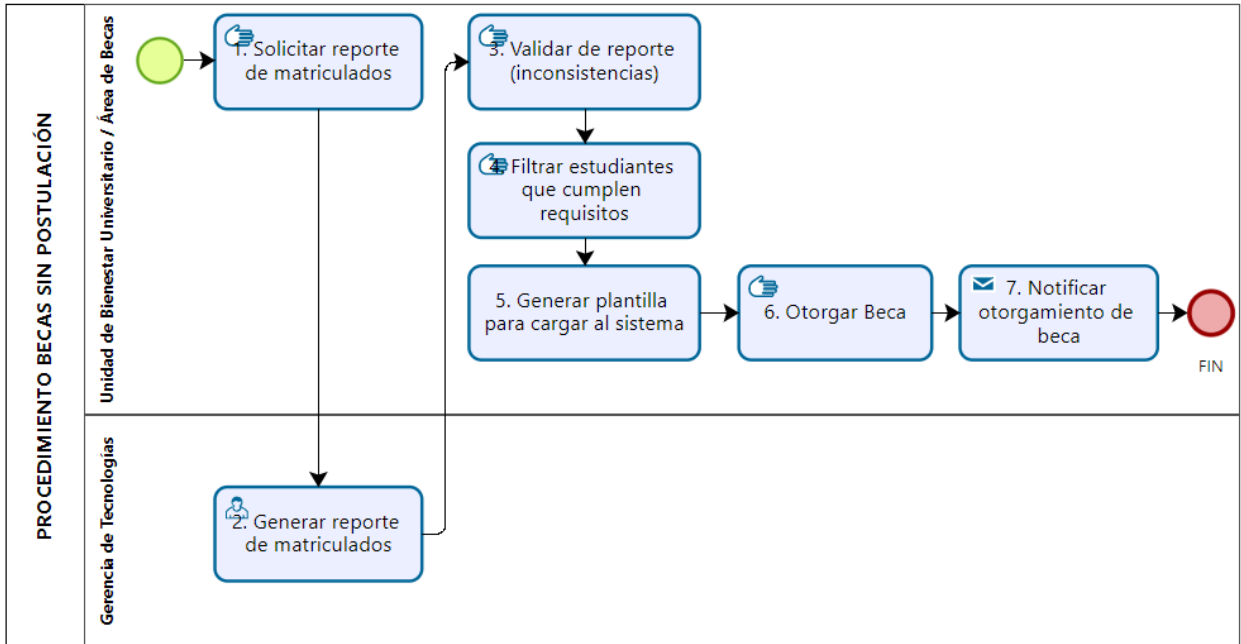 PROCEDIMIENTO BECAS SIN POSTULACIÓN
Unidad de Bienestar Universitario / Área de Becas
1. Solicitar reporte
de matriculados
3. Validar de reporte
(inconsistencias)
4. Filtrar estudiantes
que cumplen
requisitos
5. Generar plantilla
para cargar al sistema
6. Otorgar Beca
7. Notificar
otorgamiento de
beca
FIN
Gerencia de Tecnologías
2. Generar reporte
de matriculados